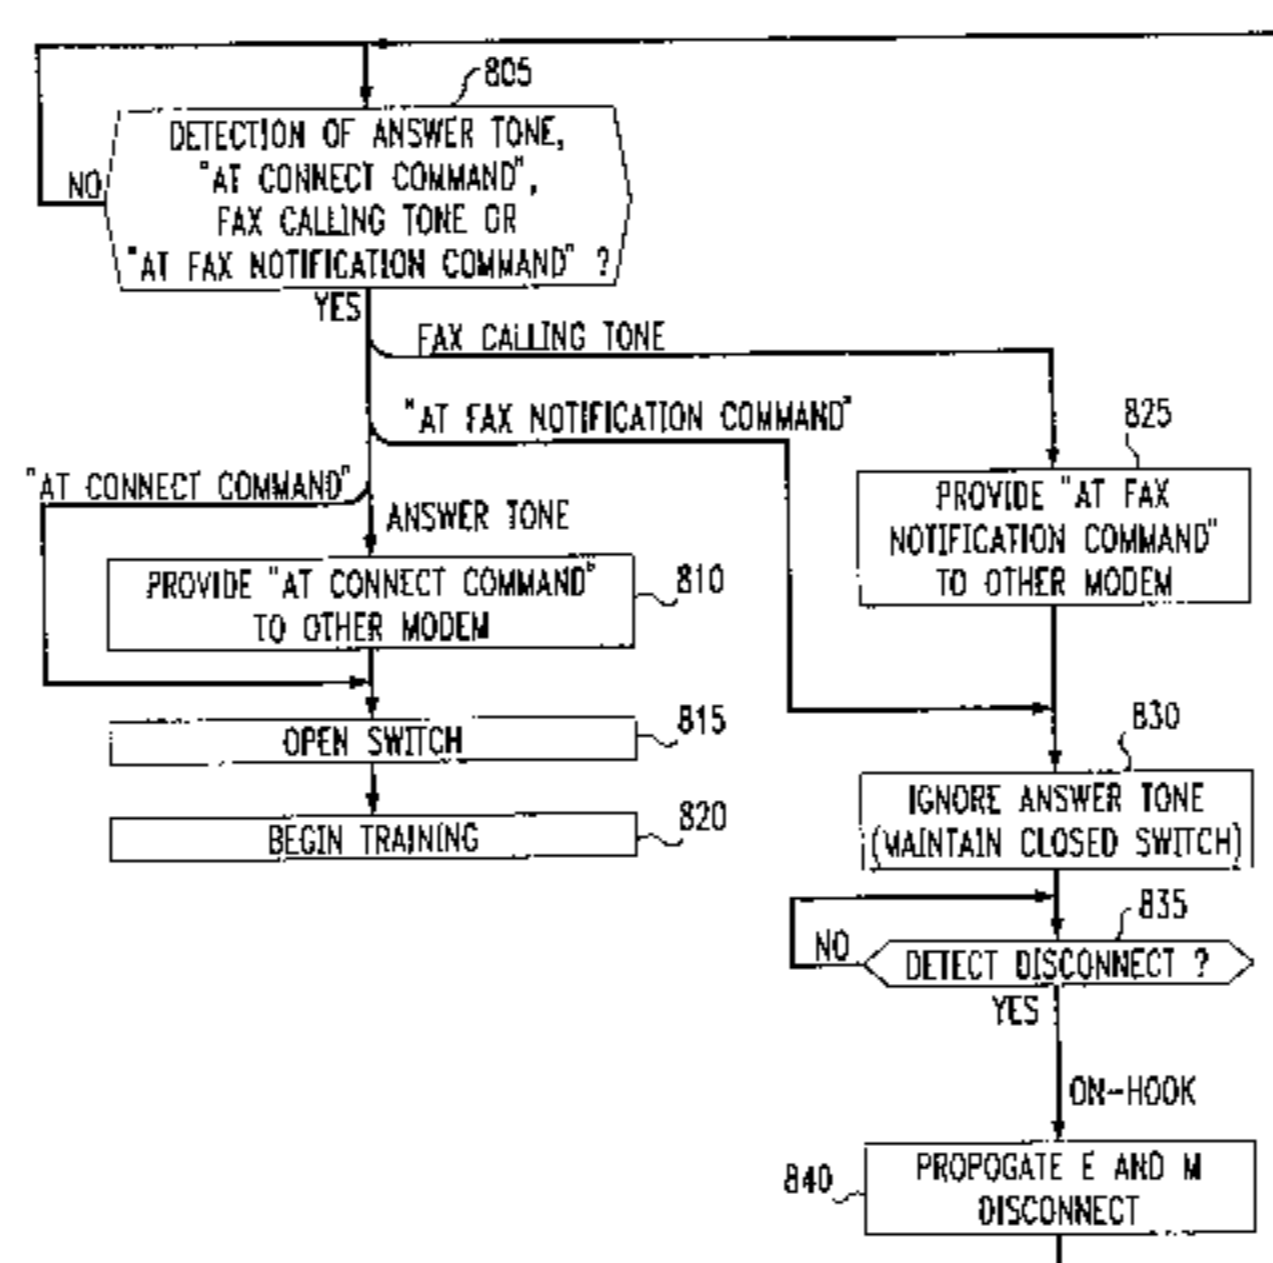 805
DETECTION OF ANSWER TONE,
"AT CONNECT COMMAND",
FAX CALLING TONE OR
"AT FAX NOTIFICATION COMMAND" ?
NO
YES
FAX CALLING TONE
"AT FAX NOTIFICATION COMMAND"
"AT CONNECT COMMAND"
ANSWER TONE
PROVIDE "AT CONNECT COMMAND"
TO OTHER MODEM
810
OPEN SWITCH
815
BEGIN TRAINING
820
825
PROVIDE "AT FAX
NOTIFICATION COMMAND"
TO OTHER MODEM
830
IGNORE ANSWER TONE
(MAINTAIN CLOSED SWITCH)
835
NO
DETECT DISCONNECT ?
YES
ON-HOOK
840
PROPOGATE E AND M
DISCONNECT